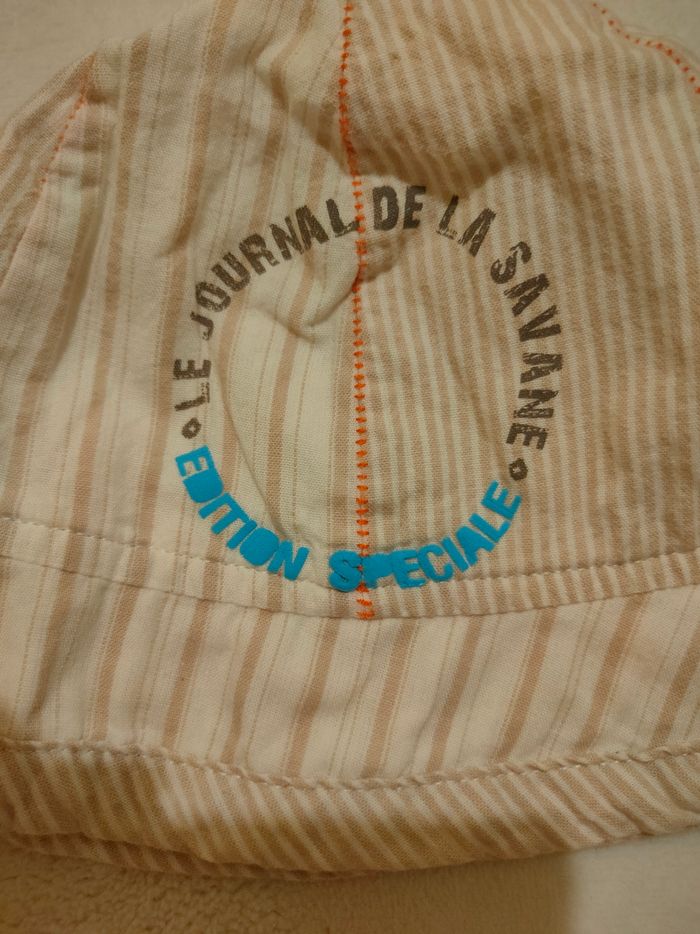 LE JOURNAL DE LA SAVANE
EDITION SPECIALE